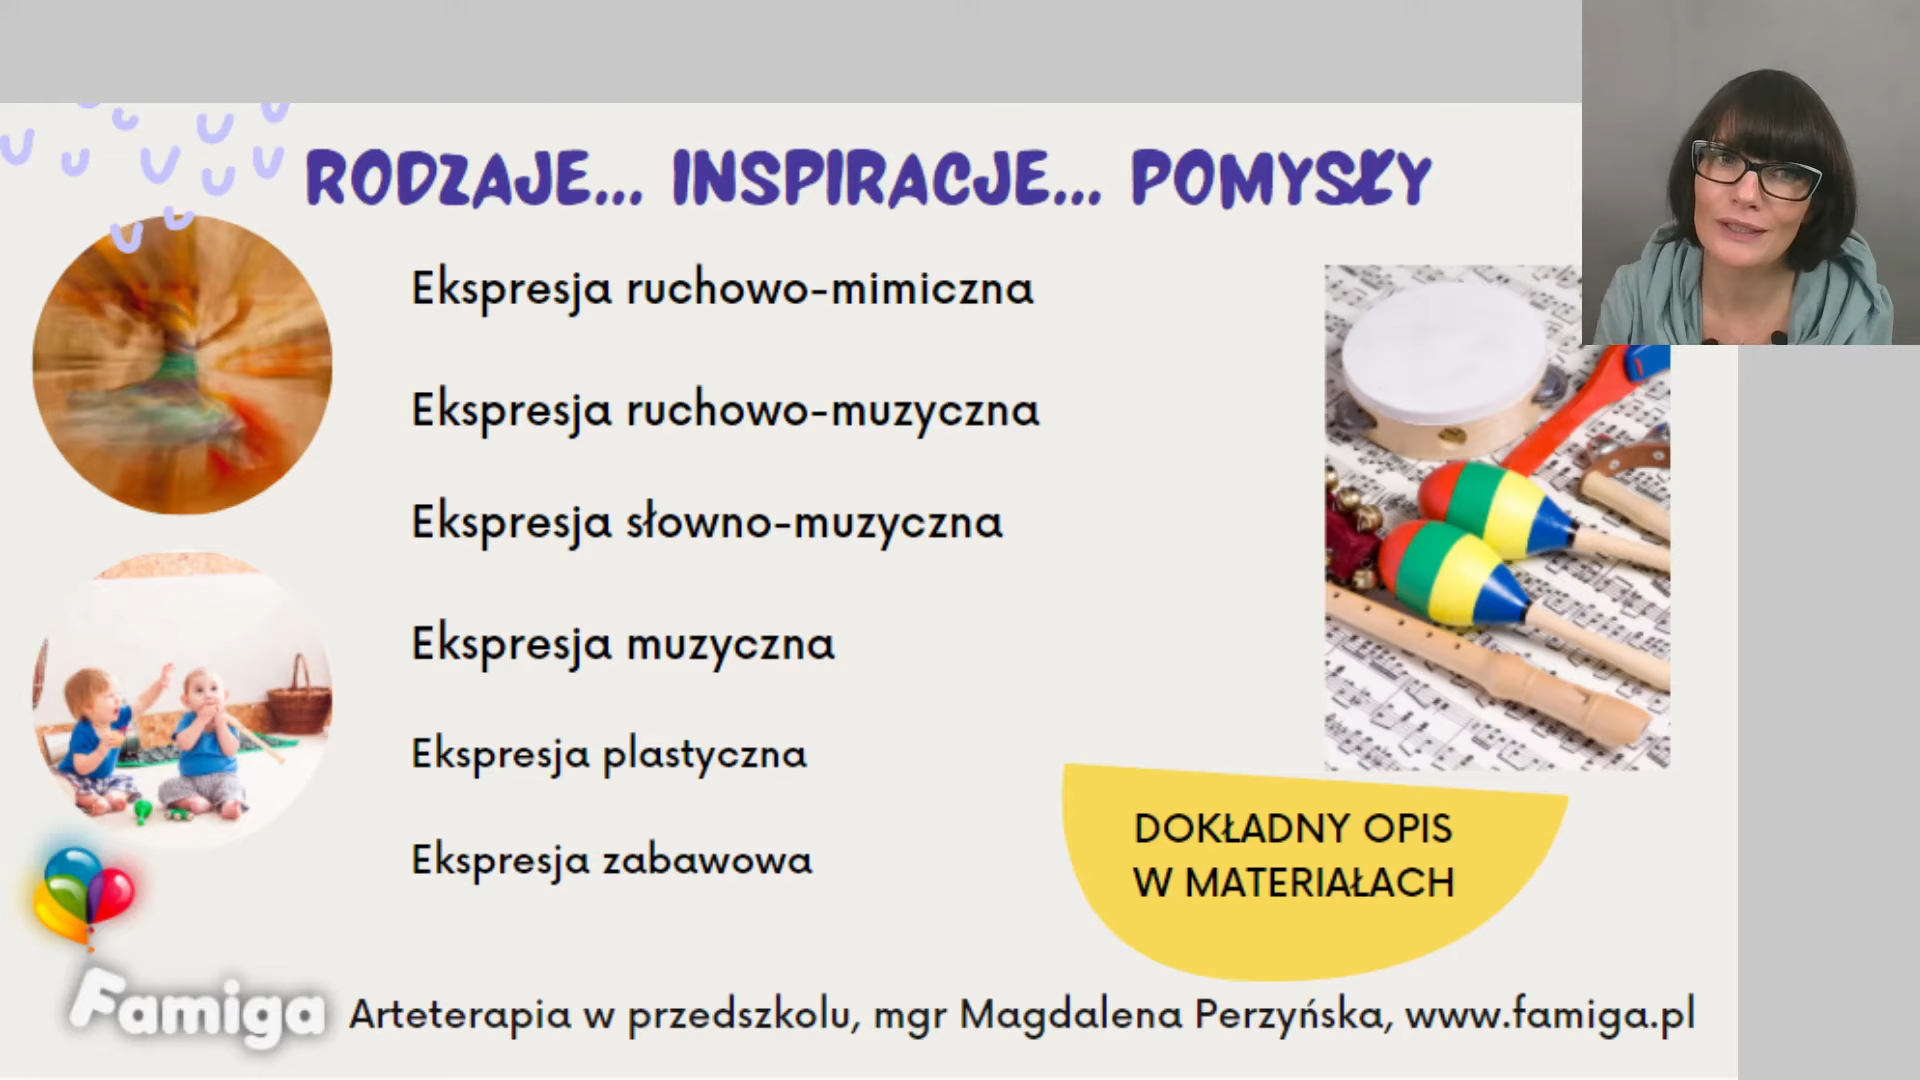 RODZAJE... INSPIRACJE... POMYSŁY
Ekspresja ruchowo-mimiczna
Ekspresja ruchowo-muzyczna
Ekspresja słowno-muzyczna
Ekspresja muzyczna
Ekspresja plastyczna
Ekspresja zabawowa
DOKŁADNY OPIS
W MATERIAŁACH
Famiga
Arteterapia w przedszkolu, mgr Magdalena Perzyńska, www.famiga.pl